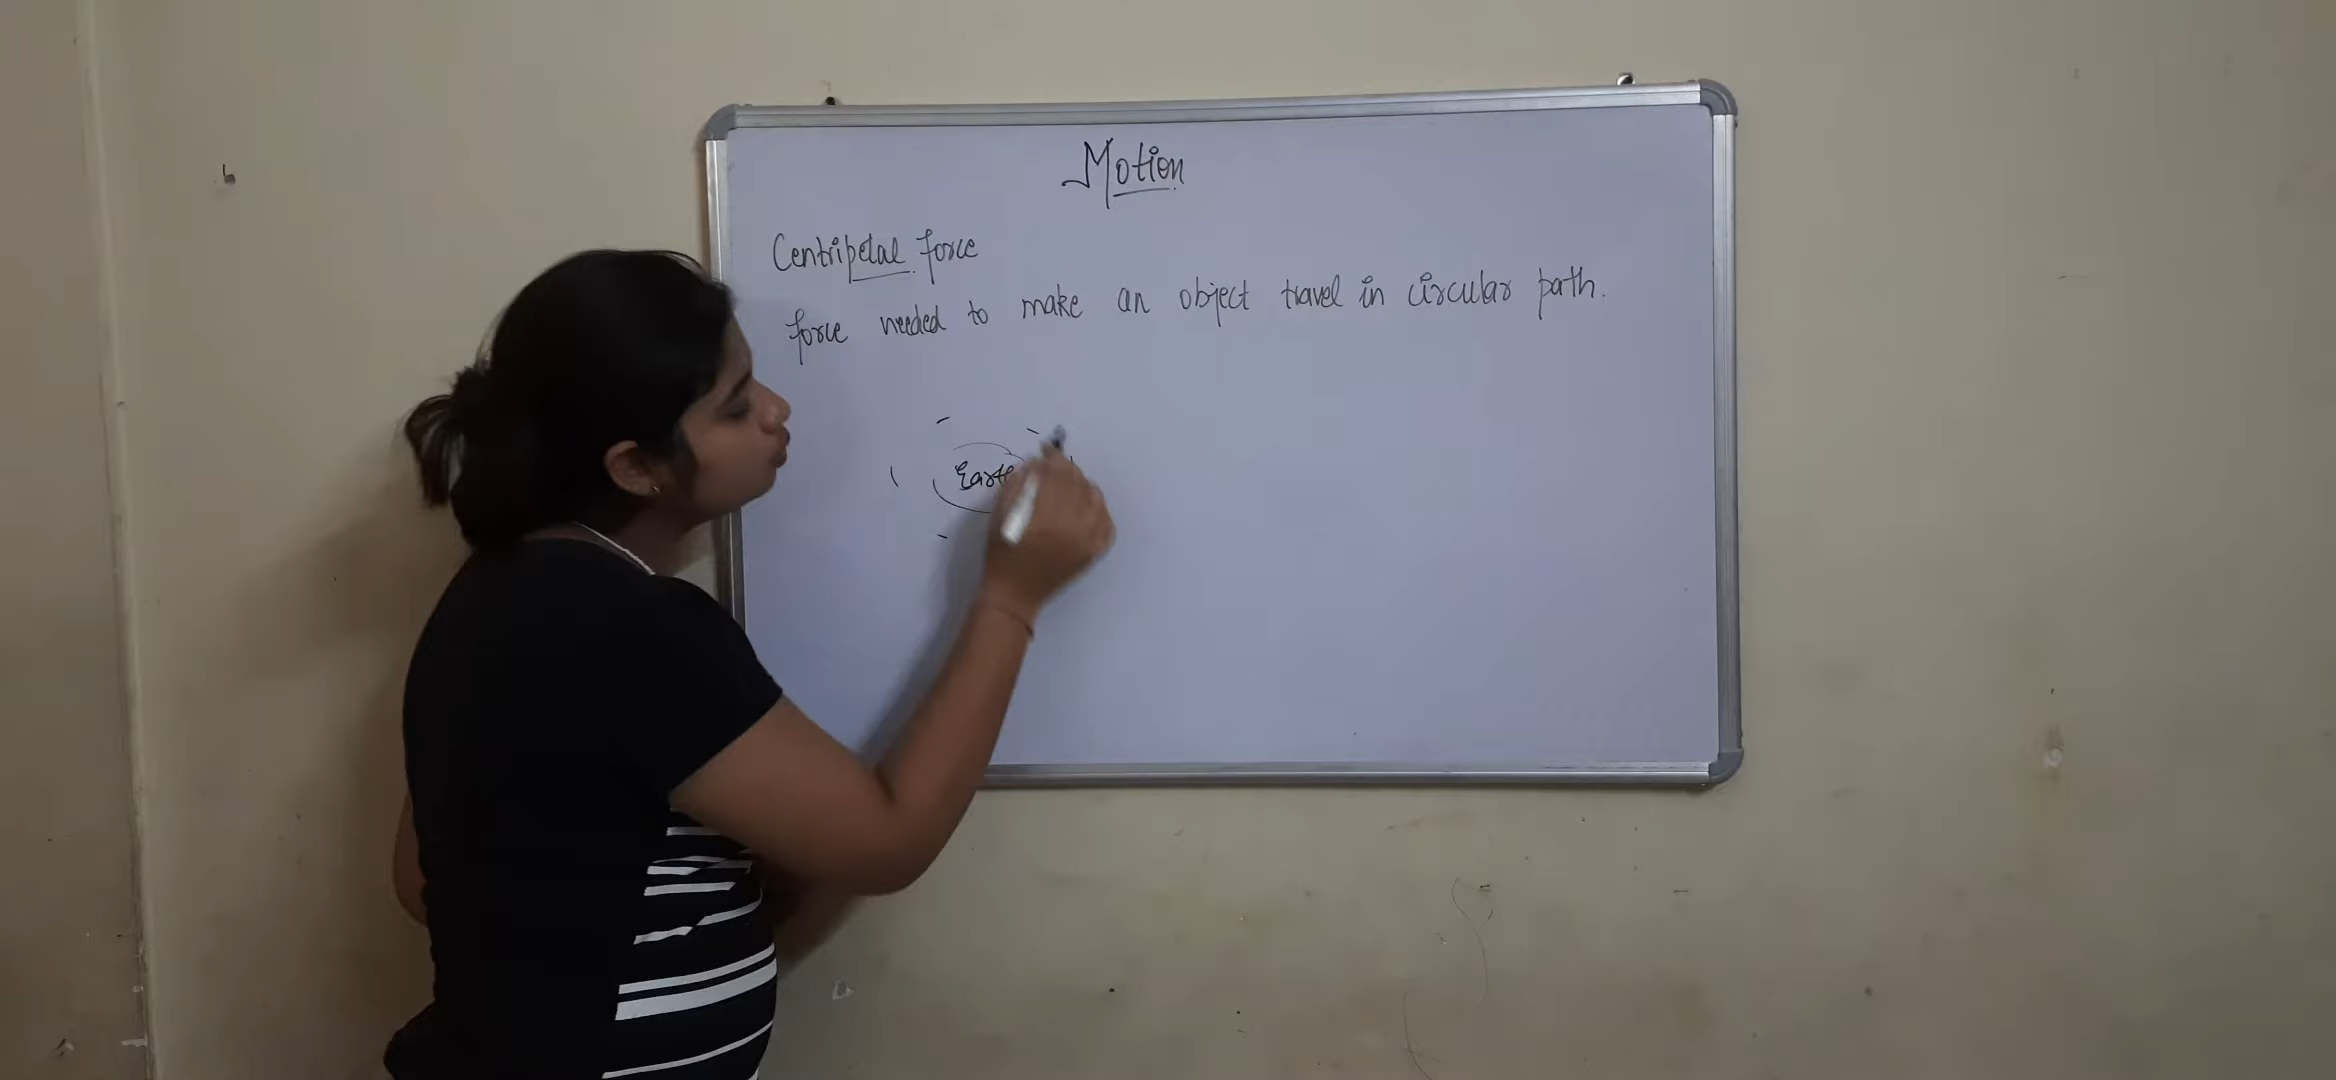 Motion
Centripetal force
force needed to make an object travel in circular path.